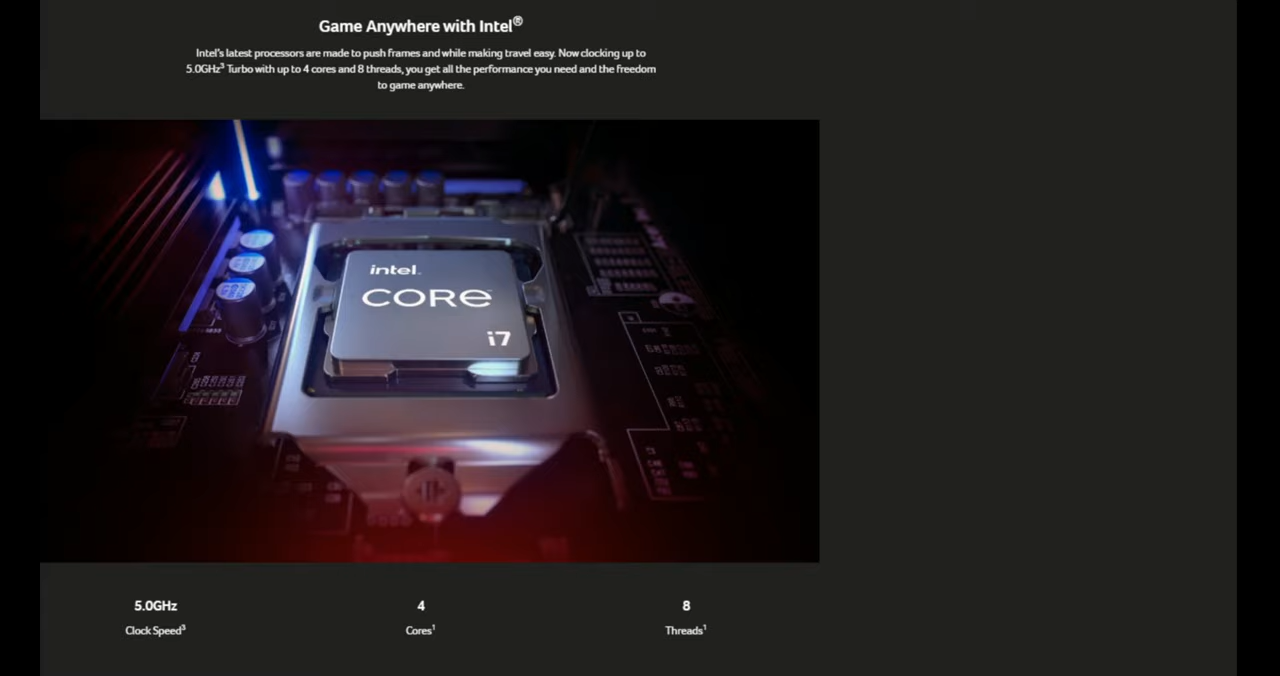 Game Anywhere with Intel®
Intel's latest processors are made to push frames and while making travel easy. Now clocking up to
5.0GHz³ Turbo with up to 4 cores and 8 threads, you get all the performance you need and the freedom
to game anywhere.
intel.
CORE
i7
5.0GHz
4
8
Clock Speed³
Cores¹
Threads¹